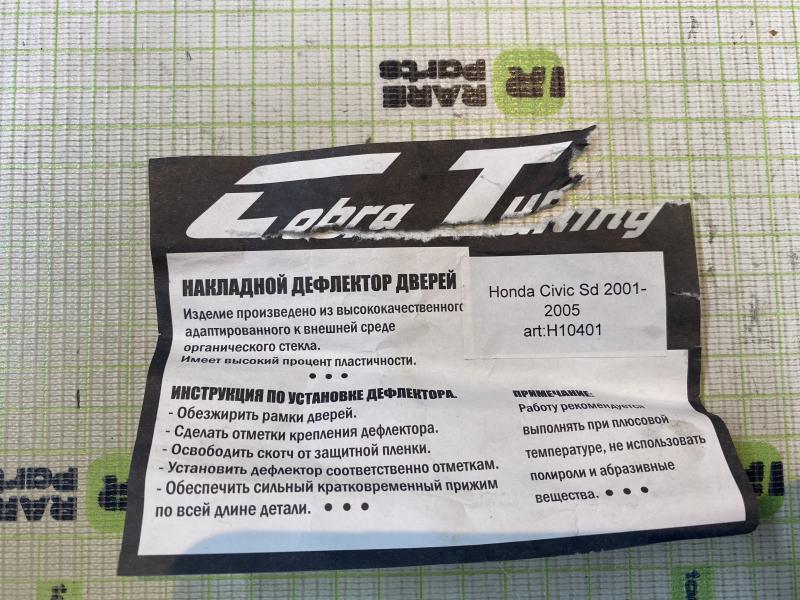 RARE
Parts
Cobra Tuning
НАКЛАДНОЙ ДЕФЛЕКТОР ДВЕРЕЙ
Изделие произведено из высококачественного
адаптированного к внешней среде
органического стекла.
Имеет высокий процент пластичности.
• • •
Honda Civic Sd 2001-
2005
art:H10401
ИНСТРУКЦИЯ ПО УСТАНОВКЕ ДЕФЛЕКТОРА.
- Обезжирить рамки дверей.
- Сделать отметки крепления дефлектора.
- Освободить скотч от защитной пленки.
- Установить дефлектор соответственно отметкам.
- Обеспечить сильный кратковременный прижим
по всей длине детали. • • •
ПРИМЕЧАНИЕ:
Работу рекомендуется
выполнять при плюсовой
температуре, не использовать
полироли и абразивные
вещества. • • •
RARE
Parts